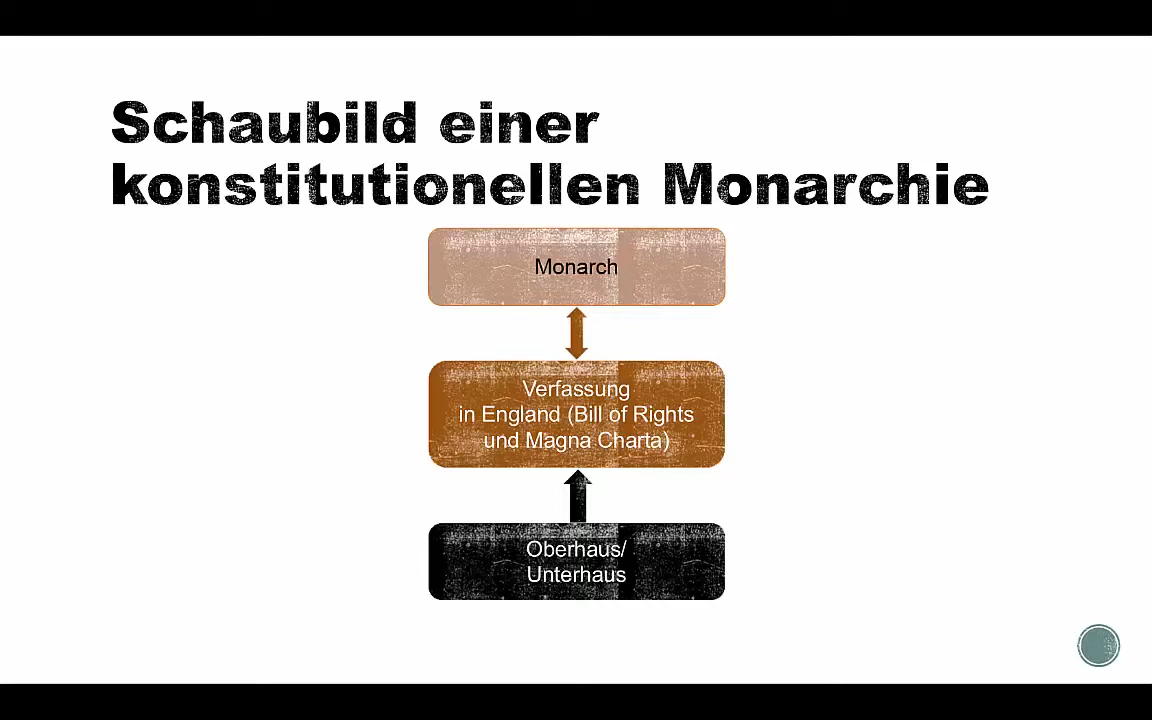 Schaubild einer
konstitutionellen Monarchie
Monarch
Verfassung
in England (Bill of Rights
und Magna Charta)
Oberhaus/
Unterhaus